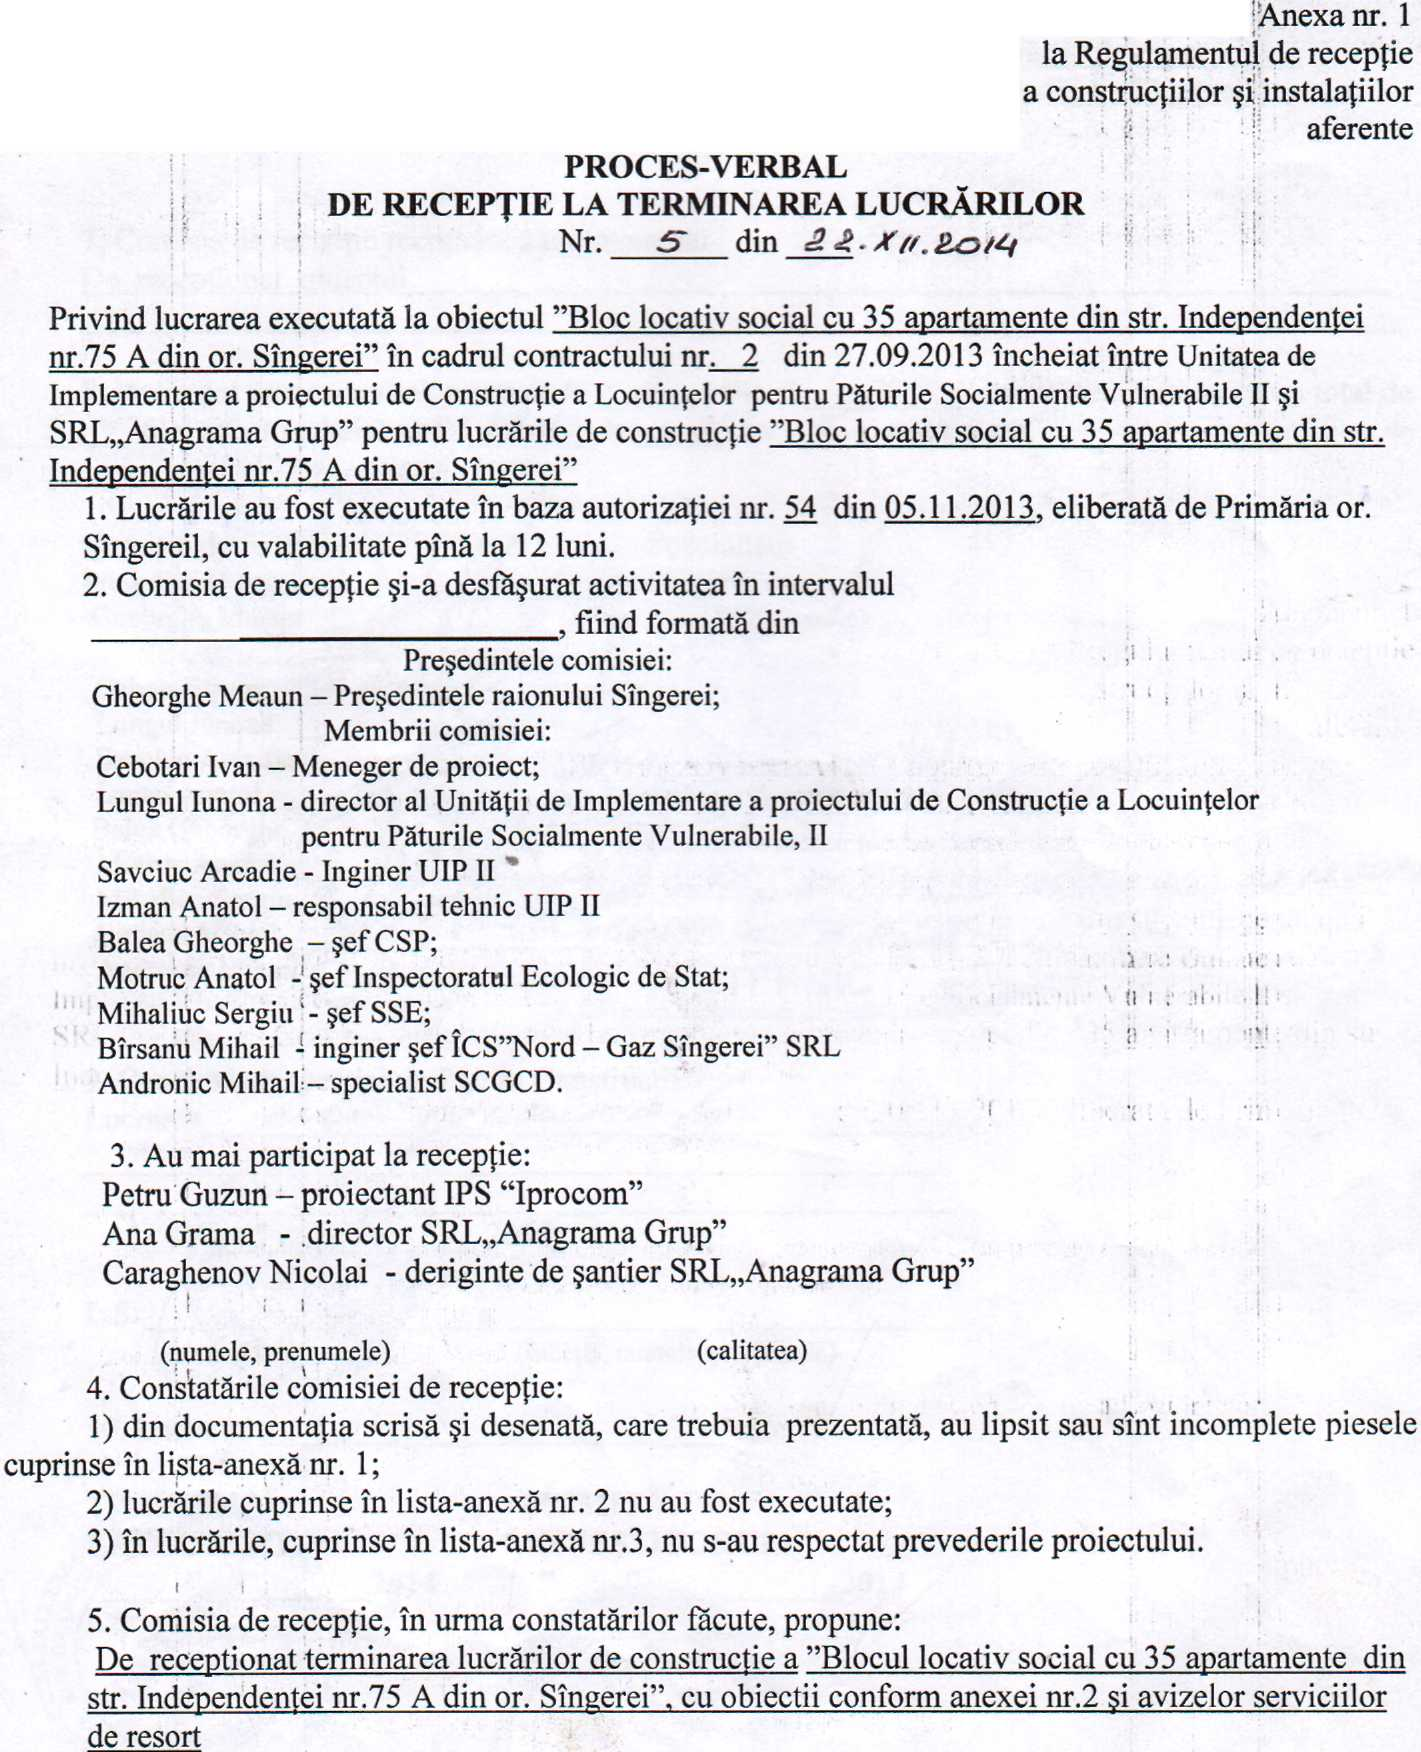 Anexa nr. 1
la Regulamentul de recepţie
a construcţiilor şi instalaţiilor
aferente
PROCES-VERBAL
DE RECEPŢIE LA TERMINAREA LUCRĂRILOR
Nr. 5 din 22.XII.2014
Privind lucrarea executată la obiectul ”Bloc locativ social cu 35 apartamente din str. Independenţei
nr.75 A din or. Sîngerei” în cadrul contractului nr. 2 din 27.09.2013 încheiat între Unitatea de
Implementare a proiectului de Construcţie a Locuinţelor pentru Păturile Socialmente Vulnerabile II şi
SRL„Anagrama Grup” pentru lucrările de construcţie ”Bloc locativ social cu 35 apartamente din str.
Independenţei nr.75 A din or. Sîngerei”
1. Lucrările au fost executate în baza autorizaţiei nr. 54 din 05.11.2013, eliberată de Primăria or.
Sîngereil, cu valabilitate pînă la 12 luni.
2. Comisia de recepţie şi-a desfăşurat activitatea în intervalul
____________________, fiind formată din
Preşedintele comisiei:
Gheorghe Meaun – Preşedintele raionului Sîngerei;
Membrii comisiei:
Cebotari Ivan – Meneger de proiect;
Lungul Iunona - director al Unităţii de Implementare a proiectului de Construcţie a Locuinţelor
pentru Păturile Socialmente Vulnerabile, II
Savciuc Arcadie - Inginer UIP II
Izman Anatol – responsabil tehnic UIP II
Balea Gheorghe – şef CSP;
Motruc Anatol - şef Inspectoratul Ecologic de Stat;
Mihaliuc Sergiu - şef SSE;
Bîrsanu Mihail - inginer şef ÎCS”Nord – Gaz Sîngerei” SRL
Andronic Mihail – specialist SCGCD.
3. Au mai participat la recepţie:
Petru Guzun – proiectant IPS “Iprocom”
Ana Grama - director SRL„Anagrama Grup”
Caraghenov Nicolai - deriginte de şantier SRL„Anagrama Grup”
(numele, prenumele) (calitatea)
4. Constatările comisiei de recepţie:
1) din documentaţia scrisă şi desenată, care trebuia prezentată, au lipsit sau sînt incomplete piesele
cuprinse în lista-anexă nr. 1;
2) lucrările cuprinse în lista-anexă nr. 2 nu au fost executate;
3) în lucrările, cuprinse în lista-anexă nr.3, nu s-au respectat prevederile proiectului.
5. Comisia de recepţie, în urma constatărilor făcute, propune:
De receptionat terminarea lucrărilor de construcţie a ”Blocul locativ social cu 35 apartamente din
str. Independenţei nr.75 A din or. Sîngerei”, cu obiectii conform anexei nr.2 şi avizelor serviciilor
de resort